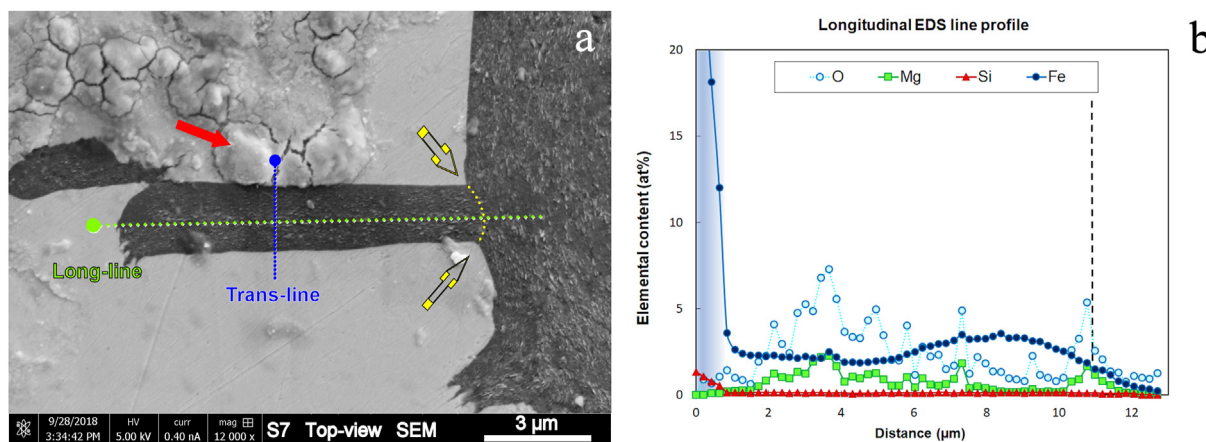 a
Long-line
Trans-line
9/28/2018 HV curr mag 3 µm
3:34:42 PM 5.00 kV 0.40 nA 12 000 x S7 Top-view SEM
b
Longitudinal EDS line profile
O Mg Si Fe
Elemental content (at%)
20
15
10
5
0
0 2 4 6 8 10 12
Distance (µm)